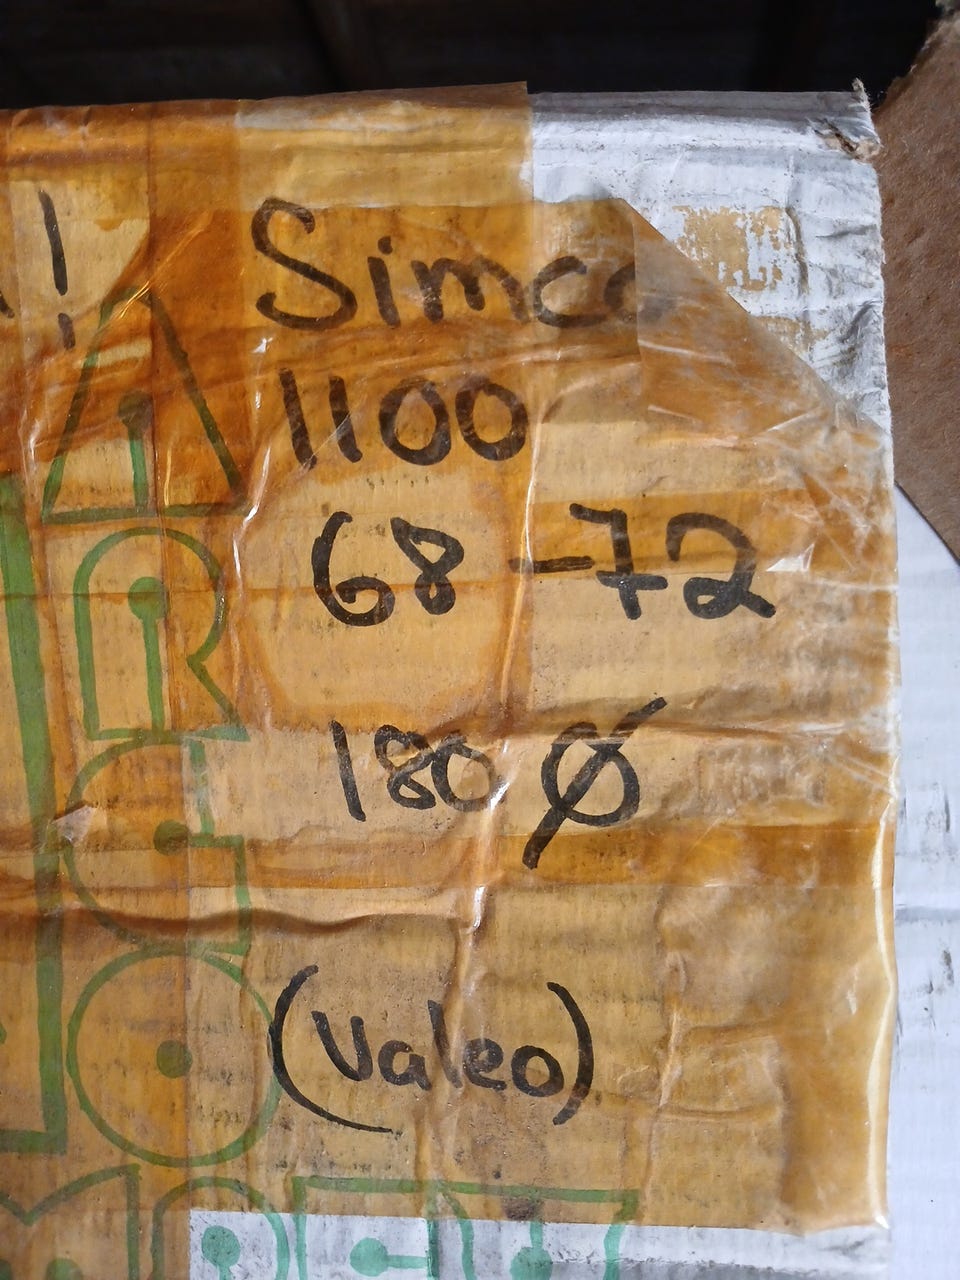 Simca
1100
68-72
180 Ø
(Valeo)